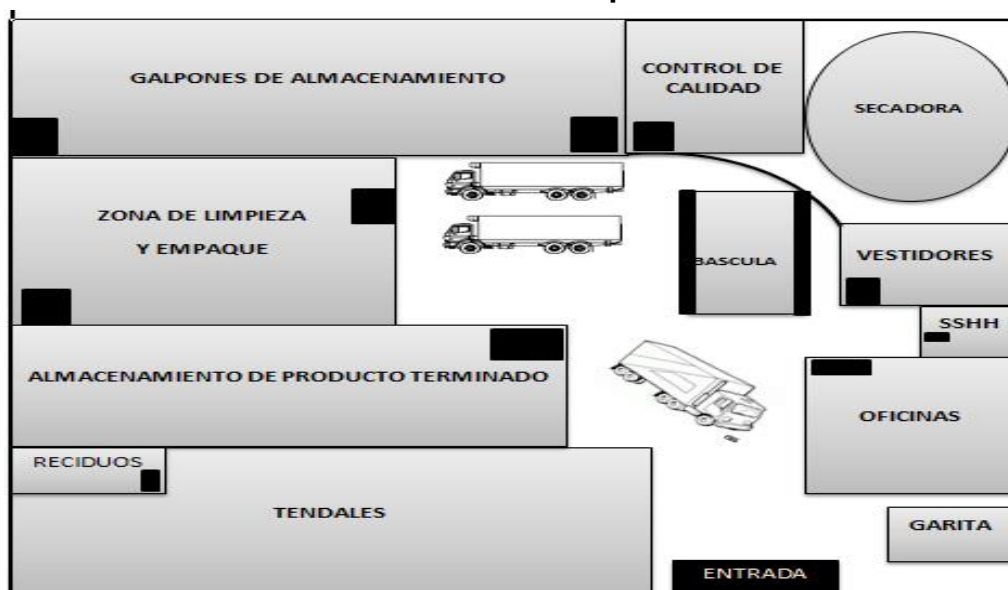 GALPONES DE ALMACENAMIENTO
CONTROL DE
CALIDAD
SECADORA
ZONA DE LIMPIEZA
Y EMPAQUE
BASCULA
VESTIDORES
SSHH
ALMACENAMIENTO DE PRODUCTO TERMINADO
OFICINAS
RECIDUOS
TENDALES
GARITA
ENTRADA